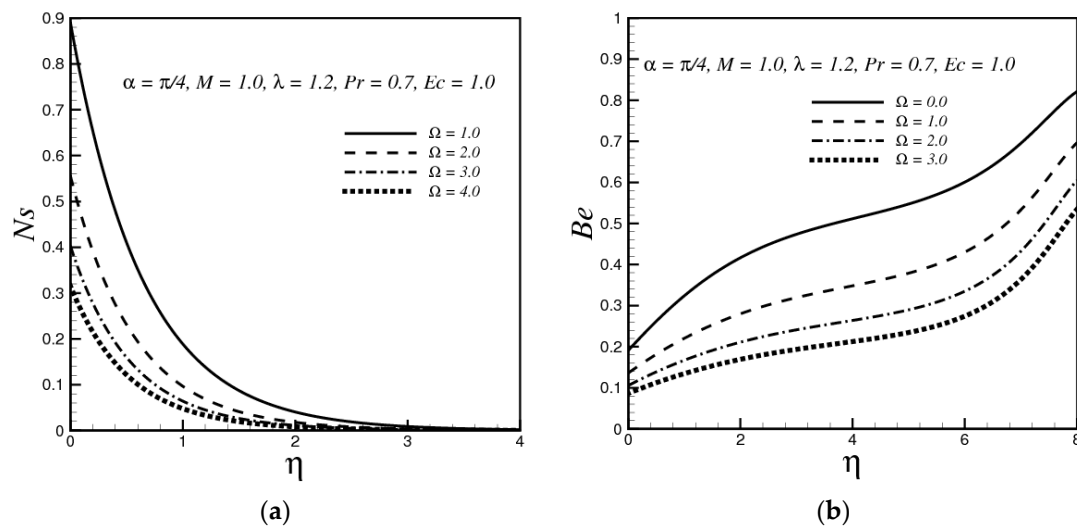 0.9
0.8
0.7
0.6
0.5
0.4
0.3
0.2
0.1
0
Ns
α = π/4, M = 1.0, λ = 1.2, Pr = 0.7, Ec = 1.0
Ω = 1.0
Ω = 2.0
Ω = 3.0
Ω = 4.0
0 1 2 3 4
η
(a)
1
0.9
0.8
0.7
0.6
0.5
0.4
0.3
0.2
0.1
0
Be
α = π/4, M = 1.0, λ = 1.2, Pr = 0.7, Ec = 1.0
Ω = 0.0
Ω = 1.0
Ω = 2.0
Ω = 3.0
0 2 4 6 8
η
(b)